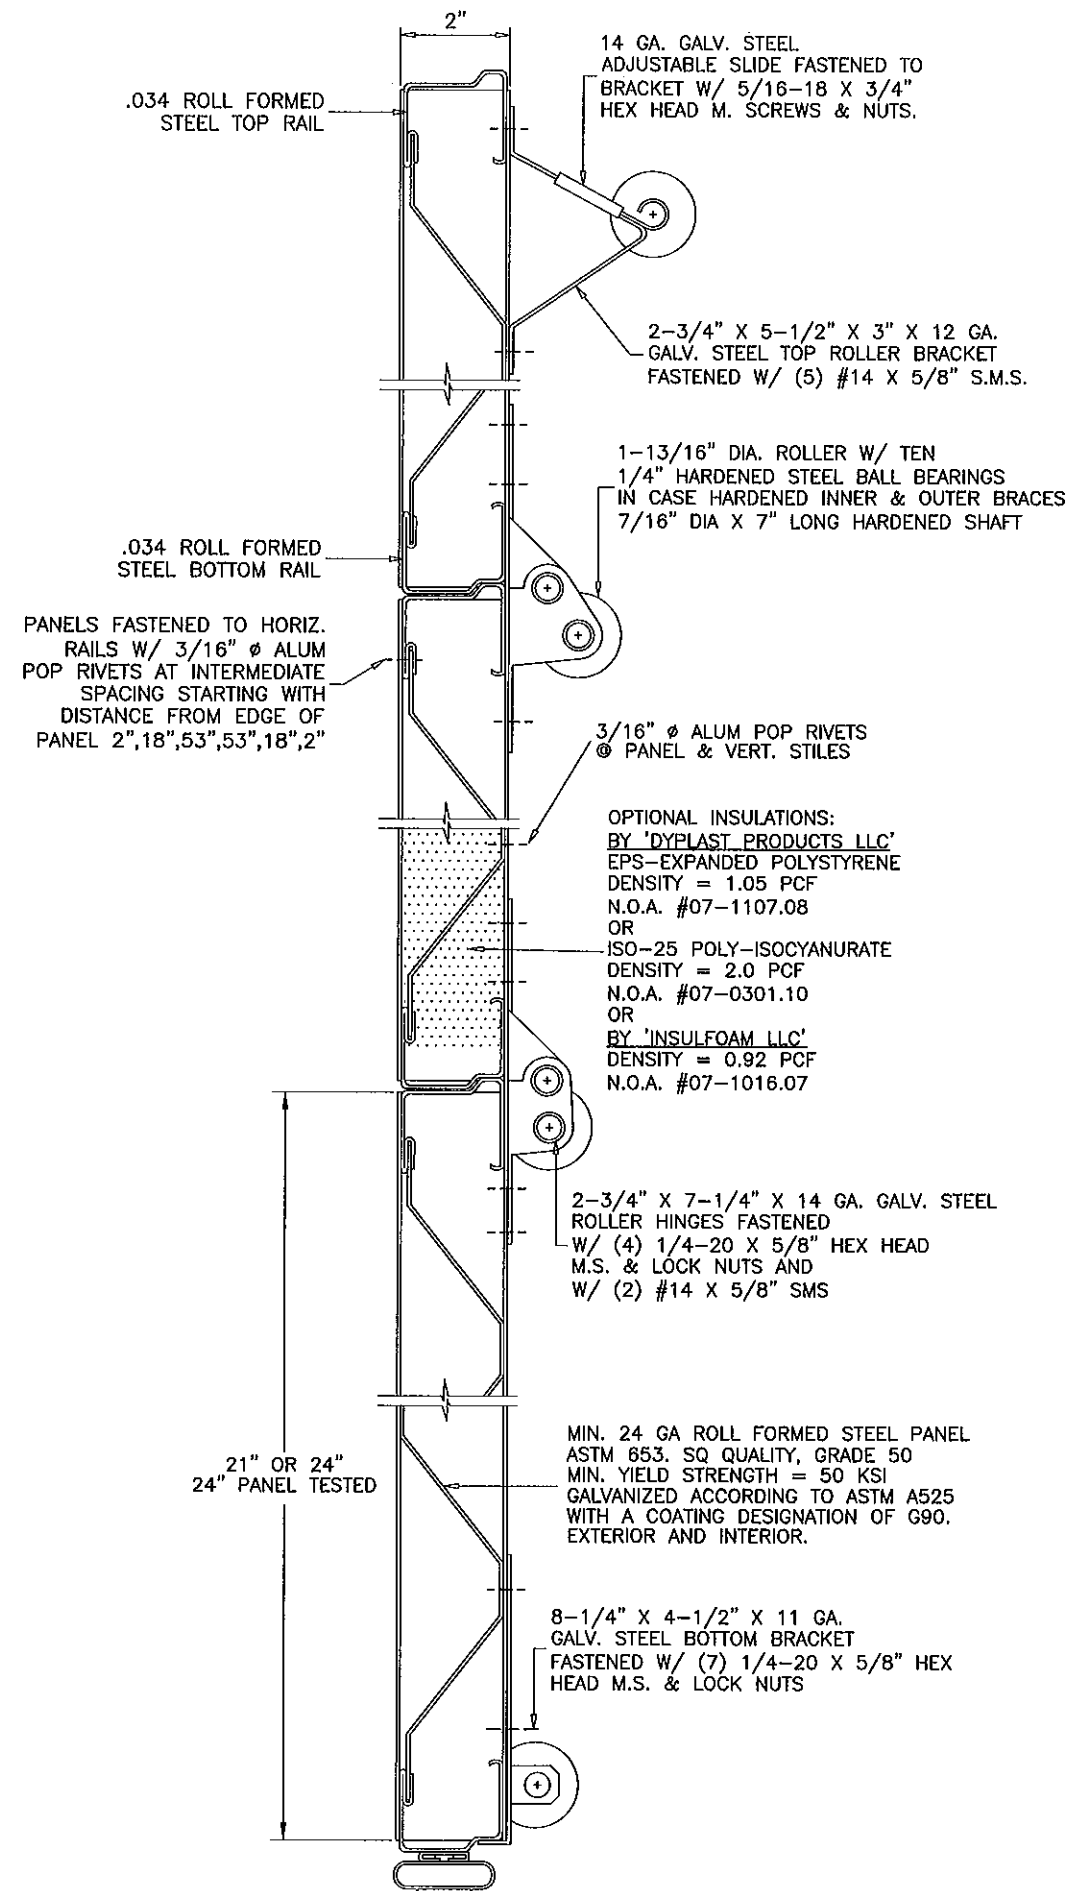 2"
14 GA. GALV. STEEL
ADJUSTABLE SLIDE FASTENED TO
BRACKET W/ 5/16-18 X 3/4"
HEX HEAD M. SCREWS & NUTS.
.034 ROLL FORMED
STEEL TOP RAIL
2-3/4" X 5-1/2" X 3" X 12 GA.
GALV. STEEL TOP ROLLER BRACKET
FASTENED W/ (5) #14 X 5/8" S.M.S.
1-13/16" DIA. ROLLER W/ TEN
1/4" HARDENED STEEL BALL BEARINGS
IN CASE HARDENED INNER & OUTER BRACES
7/16" DIA X 7" LONG HARDENED SHAFT
.034 ROLL FORMED
STEEL BOTTOM RAIL
PANELS FASTENED TO HORIZ.
RAILS W/ 3/16" ø ALUM
POP RIVETS AT INTERMEDIATE
SPACING STARTING WITH
DISTANCE FROM EDGE OF
PANEL 2",18",53",53",18",2"
3/16" ø ALUM POP RIVETS
@ PANEL & VERT. STILES
OPTIONAL INSULATIONS:
BY 'DYPLAST PRODUCTS LLC'
EPS-EXPANDED POLYSTYRENE
DENSITY = 1.05 PCF
N.O.A. #07-1107.08
OR
ISO-25 POLY-ISOCYANURATE
DENSITY = 2.0 PCF
N.O.A. #07-0301.10
OR
BY 'INSULFOAM LLC'
DENSITY = 0.92 PCF
N.O.A. #07-1016.07
2-3/4" X 7-1/4" X 14 GA. GALV. STEEL
ROLLER HINGES FASTENED
W/ (4) 1/4-20 X 5/8" HEX HEAD
M.S. & LOCK NUTS AND
W/ (2) #14 X 5/8" SMS
21" OR 24"
24" PANEL TESTED
MIN. 24 GA ROLL FORMED STEEL PANEL
ASTM 653. SQ QUALITY, GRADE 50
MIN. YIELD STRENGTH = 50 KSI
GALVANIZED ACCORDING TO ASTM A525
WITH A COATING DESIGNATION OF G90.
EXTERIOR AND INTERIOR.
8-1/4" X 4-1/2" X 11 GA.
GALV. STEEL BOTTOM BRACKET
FASTENED W/ (7) 1/4-20 X 5/8" HEX
HEAD M.S. & LOCK NUTS